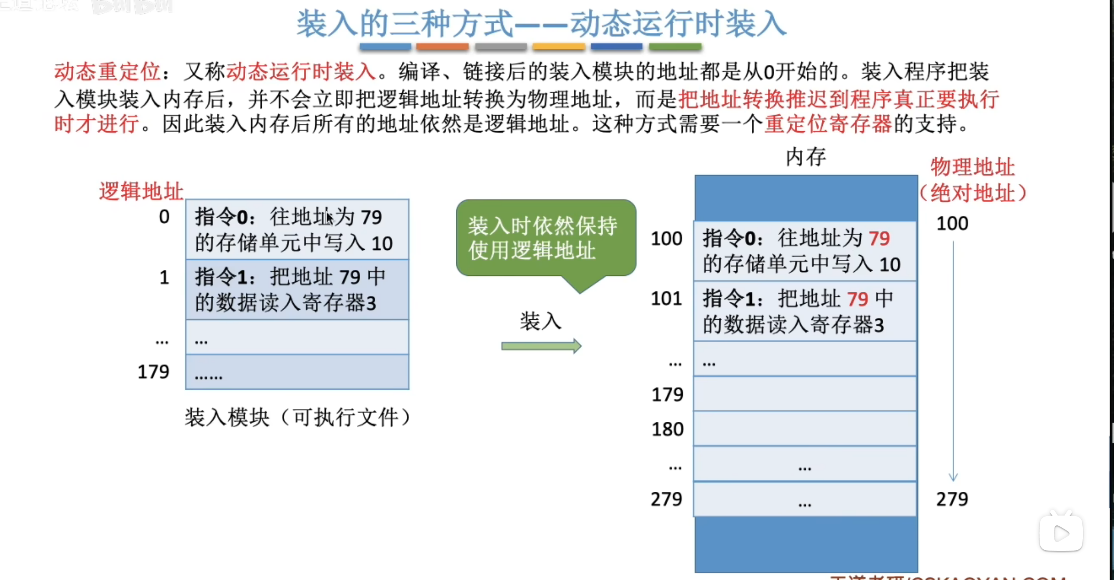 装入的三种方式——动态运行时装入
动态重定位：又称动态运行时装入。编译、链接后的装入模块的地址都是从0开始的。装入程序把装
入模块装入内存后，并不会立即把逻辑地址转换为物理地址，而是把地址转换推迟到程序真正要执行
时才进行。因此装入内存后所有的地址依然是逻辑地址。这种方式需要一个重定位寄存器的支持。
逻辑地址
0
指令0：往地址为 79
的存储单元中写入 10
1
指令1：把地址 79 中
的数据读入寄存器3
...
...
179
......
装入模块（可执行文件）
装入时依然保持
使用逻辑地址
装入
内存
物理地址
（绝对地址）
100
指令0：往地址为 79
的存储单元中写入 10
100
101
指令1：把地址 79 中
的数据读入寄存器3
...
...
179
180
...
...
279
...
279